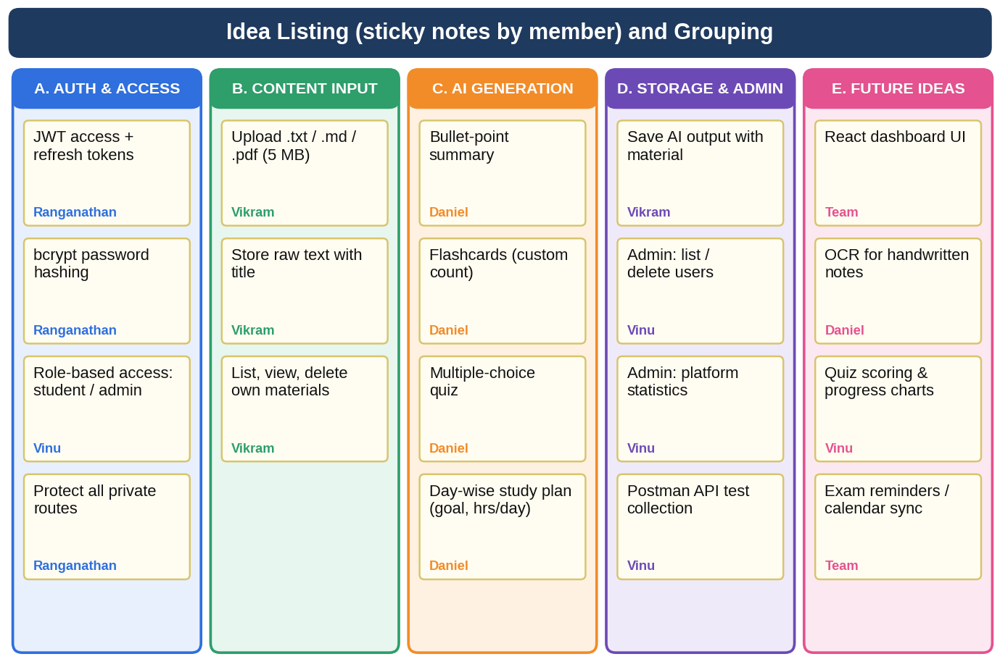 Idea Listing (sticky notes by member) and Grouping
A. AUTH & ACCESS
JWT access +
refresh tokens
Ranganathan
bcrypt password
hashing
Ranganathan
Role-based access:
student / admin
Vinu
Protect all private
routes
Ranganathan
B. CONTENT INPUT
Upload .txt / .md /
.pdf (5 MB)
Vikram
Store raw text with
title
Vikram
List, view, delete
own materials
Vikram
C. AI GENERATION
Bullet-point
summary
Daniel
Flashcards (custom
count)
Daniel
Multiple-choice
quiz
Daniel
Day-wise study plan
(goal, hrs/day)
Daniel
D. STORAGE & ADMIN
Save AI output with
material
Vikram
Admin: list /
delete users
Vinu
Admin: platform
statistics
Vinu
Postman API test
collection
Vinu
E. FUTURE IDEAS
React dashboard UI
Team
OCR for handwritten
notes
Daniel
Quiz scoring &
progress charts
Vinu
Exam reminders /
calendar sync
Team